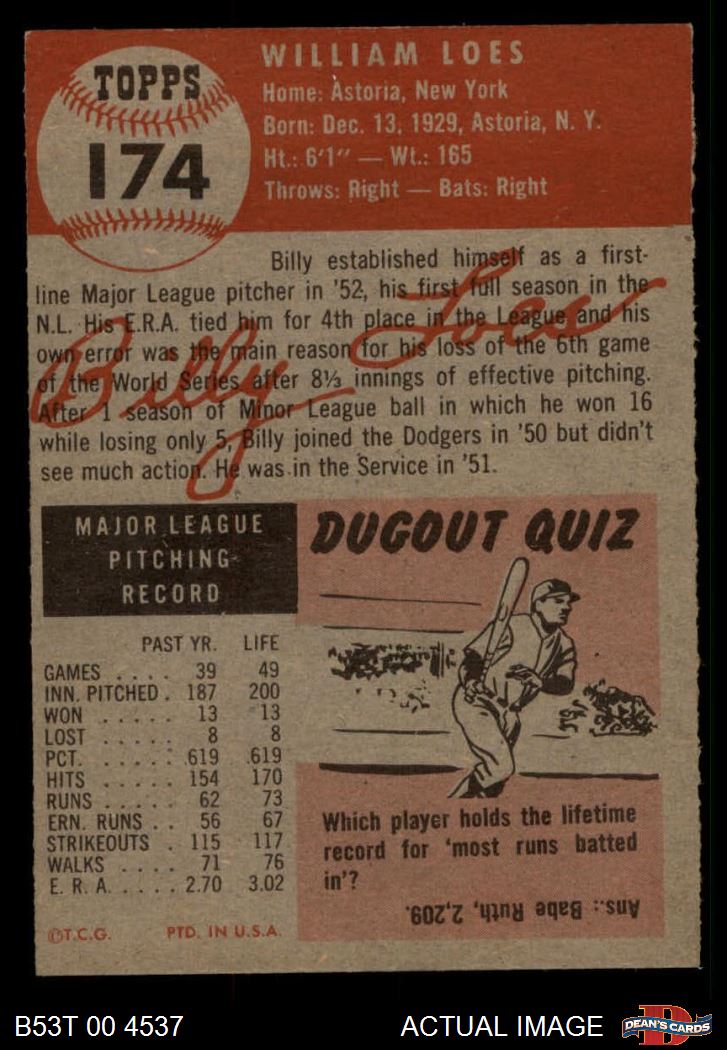 TOPPS
174
WILLIAM LOES
Home: Astoria, New York
Born: Dec. 13, 1929, Astoria, N. Y.
Ht.: 6'1" — Wt.: 165
Throws: Right — Bats: Right
Billy established himself as a first-
line Major League pitcher in '52, his first full season in the
N.L. His E.R.A. tied him for 4th place in the League and his
own error was the main reason for his loss of the 6th game
of the World Series after 8⅓ innings of effective pitching.
After 1 season of Minor League ball in which he won 16
while losing only 5, Billy joined the Dodgers in '50 but didn't
see much action. He was in the Service in '51.
Billy Loes
MAJOR LEAGUE
PITCHING
RECORD
PAST YR. LIFE
GAMES . . . . 39 49
INN. PITCHED . 187 200
WON . . . . . 13 13
LOST . . . . . 8 8
PCT. . . . . . .619 .619
HITS . . . . . 154 170
RUNS . . . . . 62 73
ERN. RUNS . . 56 67
STRIKEOUTS . 115 117
WALKS . . . . 71 76
E. R. A. . . . . . 2.70 3.02
©T.C.G. PTD. IN U.S.A.
DUGOUT QUIZ
Which player holds the lifetime
record for 'most runs batted
in'?
Ans.: Babe Ruth, 2,209.
B53T 00 4537 ACTUAL IMAGE
D
DEAN'S CARDS